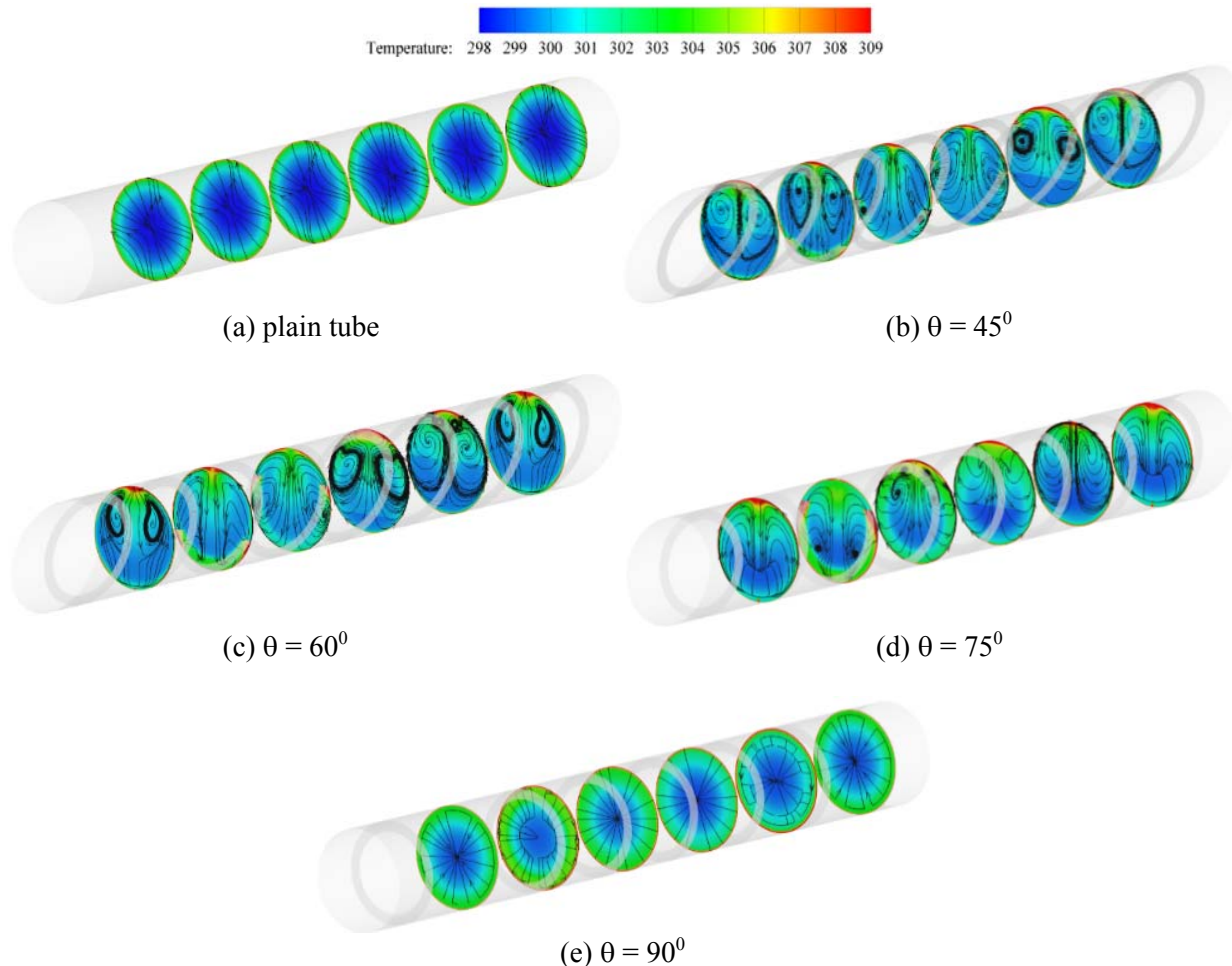 Temperature: 298 299 300 301 302 303 304 305 306 307 308 309
(a) plain tube
(b) θ = 45⁰
(c) θ = 60⁰
(d) θ = 75⁰
(e) θ = 90⁰